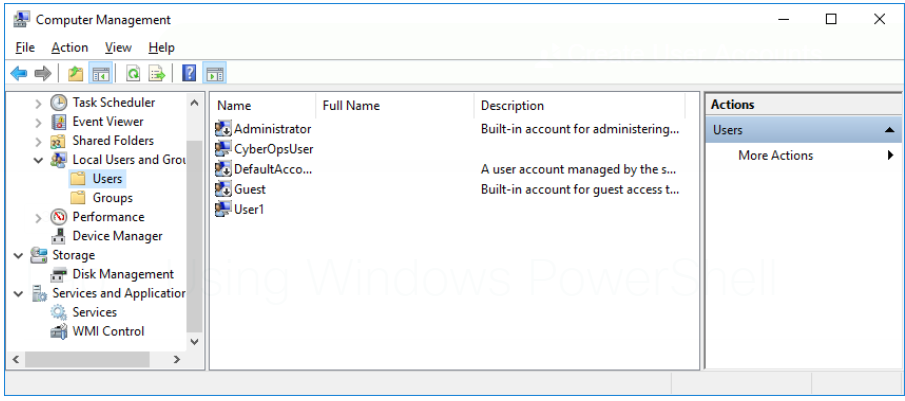 Computer Management
File Action View Help
Task Scheduler
Event Viewer
Shared Folders
Local Users and Grou
Users
Groups
Performance
Device Manager
Storage
Disk Management
Services and Application
Services
WMI Control
Name Full Name Description
Administrator Built-in account for administering...
CyberOpsUser
DefaultAcco... A user account managed by the s...
Guest Built-in account for guest access t...
User1
Actions
Users
More Actions
Using Windows PowerShell